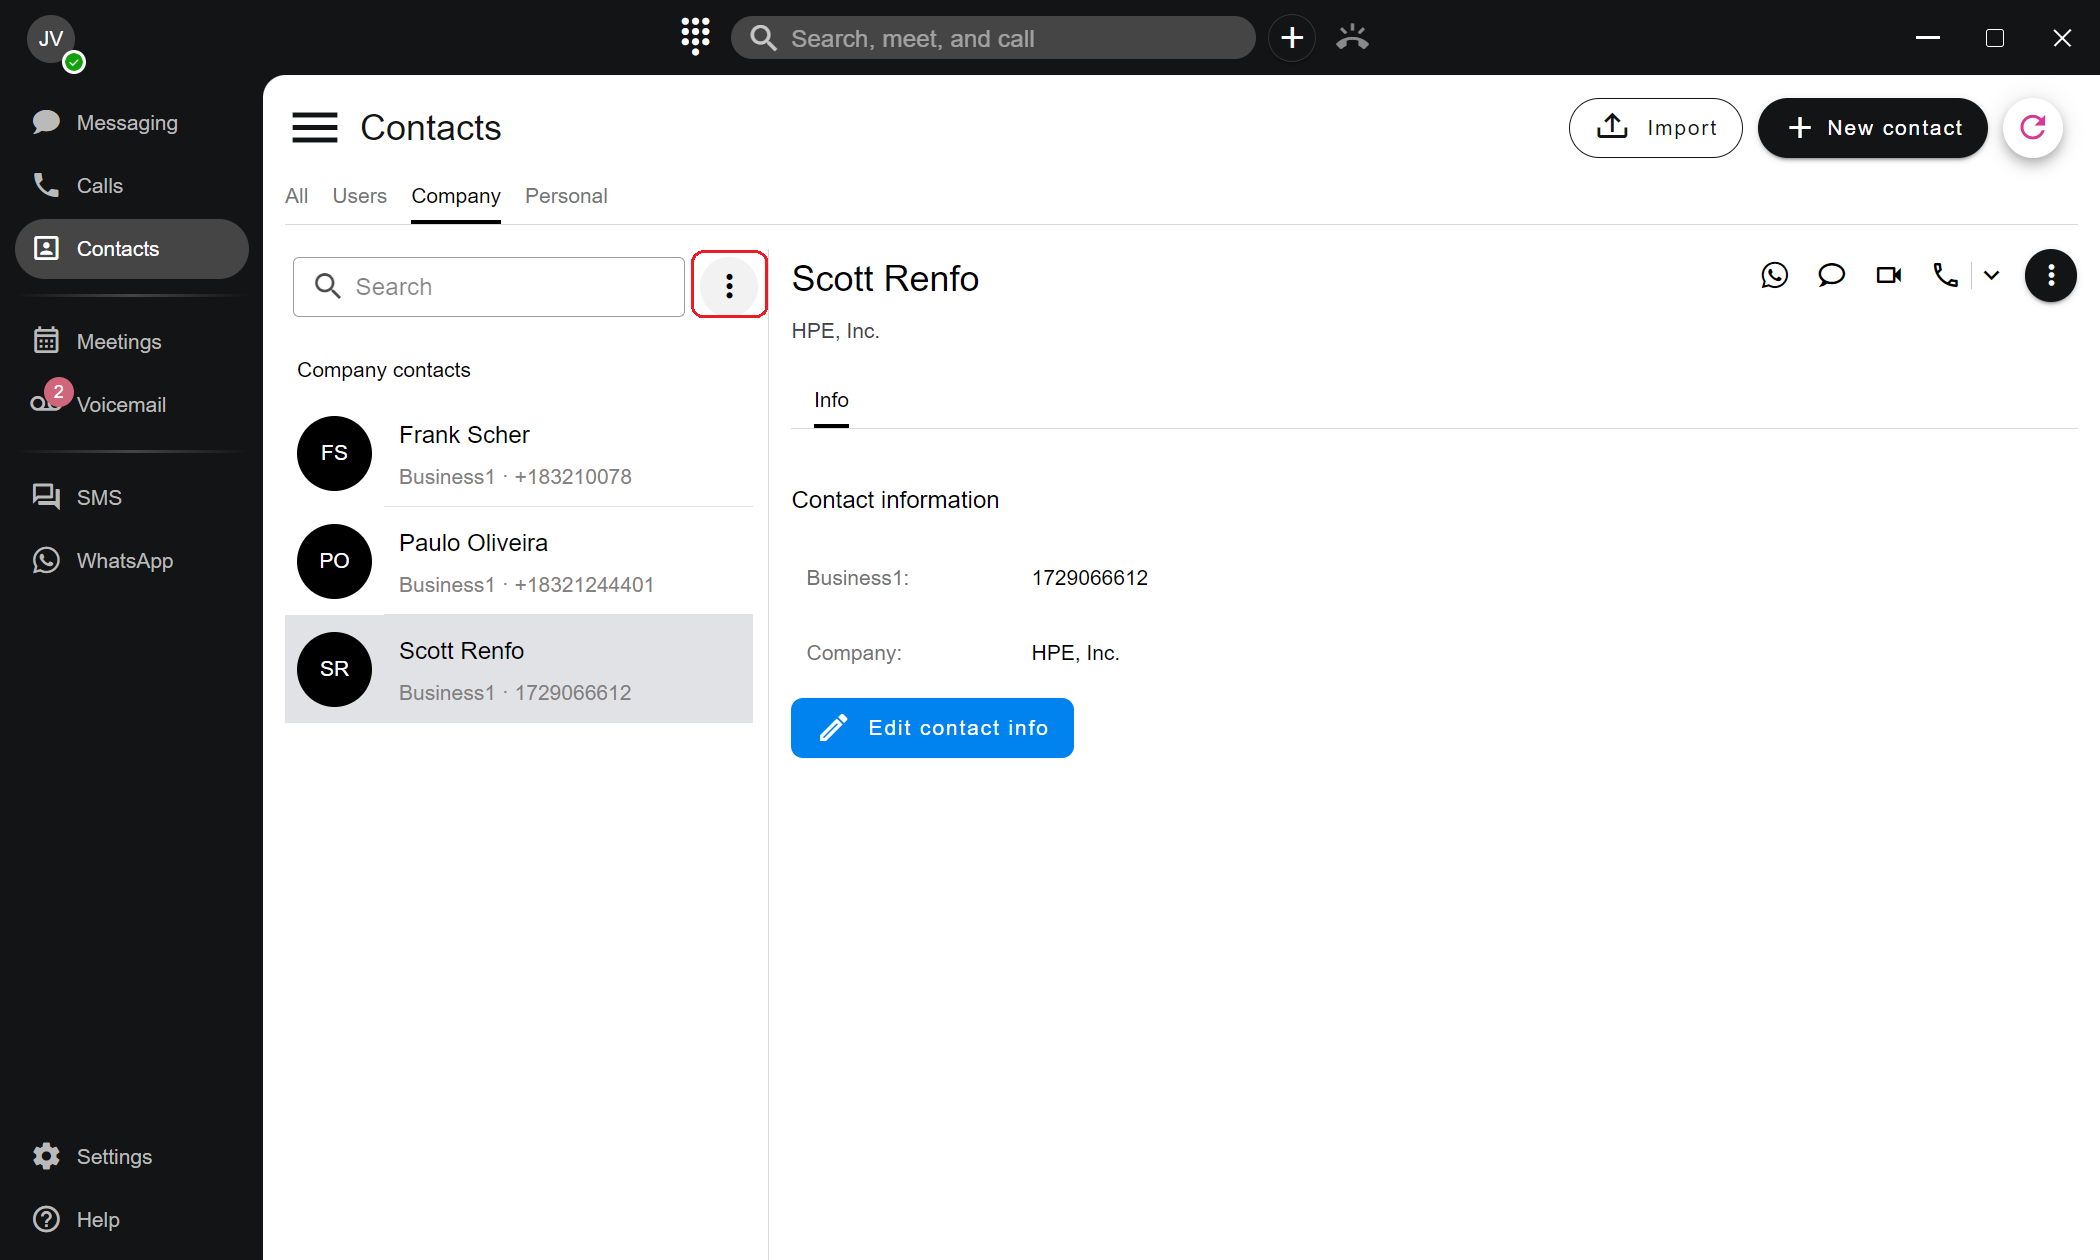 JV
Search, meet, and call
Messaging
Calls
Contacts
Meetings
2
Voicemail
SMS
WhatsApp
Settings
Help
Contacts
Import
New contact
All Users Company Personal
Search
Company contacts
FS
Frank Scher
Business1 · +183210078
PO
Paulo Oliveira
Business1 · +18321244401
SR
Scott Renfo
Business1 · 1729066612
Scott Renfo
HPE, Inc.
Info
Contact information
Business1: 1729066612
Company: HPE, Inc.
Edit contact info